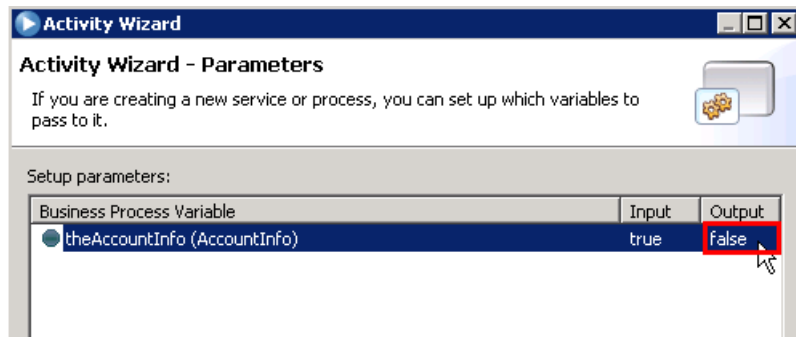 Activity Wizard
Activity Wizard - Parameters
If you are creating a new service or process, you can set up which variables to
pass to it.
Setup parameters:
Business Process Variable Input Output
theAccountInfo (AccountInfo) true false